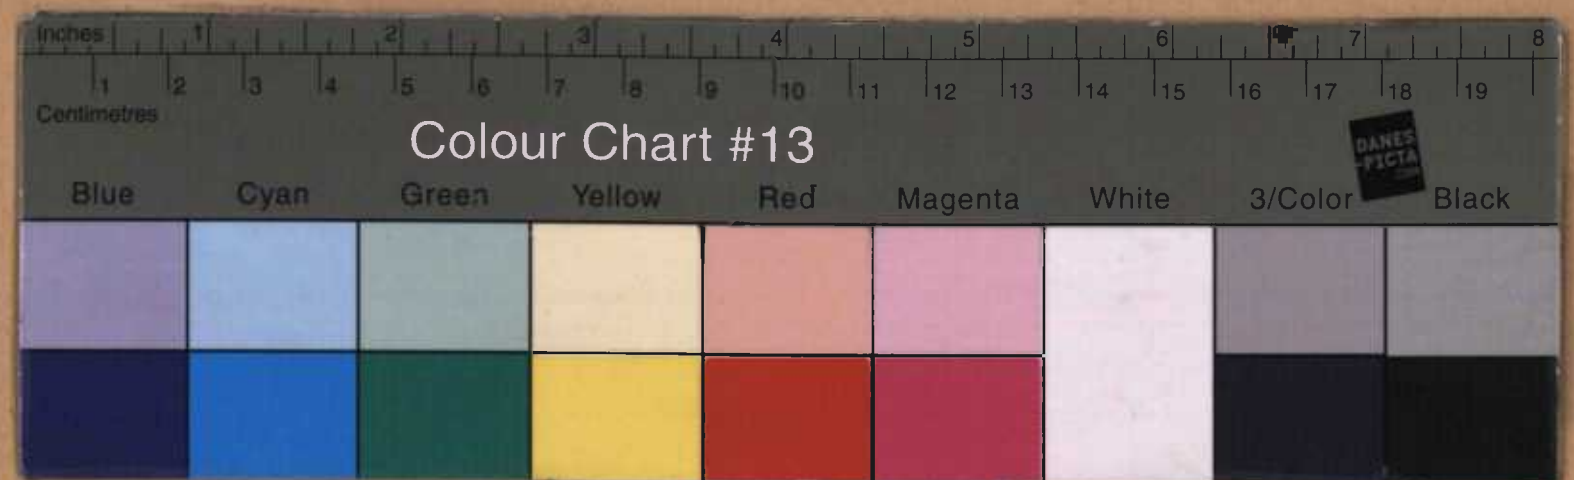 Inches 1 2 3 4 5 6 7 8
1 2 3 4 5 6 7 8 9 10 11 12 13 14 15 16 17 18 19
Centimetres
Colour Chart #13
DANES
-PICTA
Blue Cyan Green Yellow Red Magenta White 3/Color Black